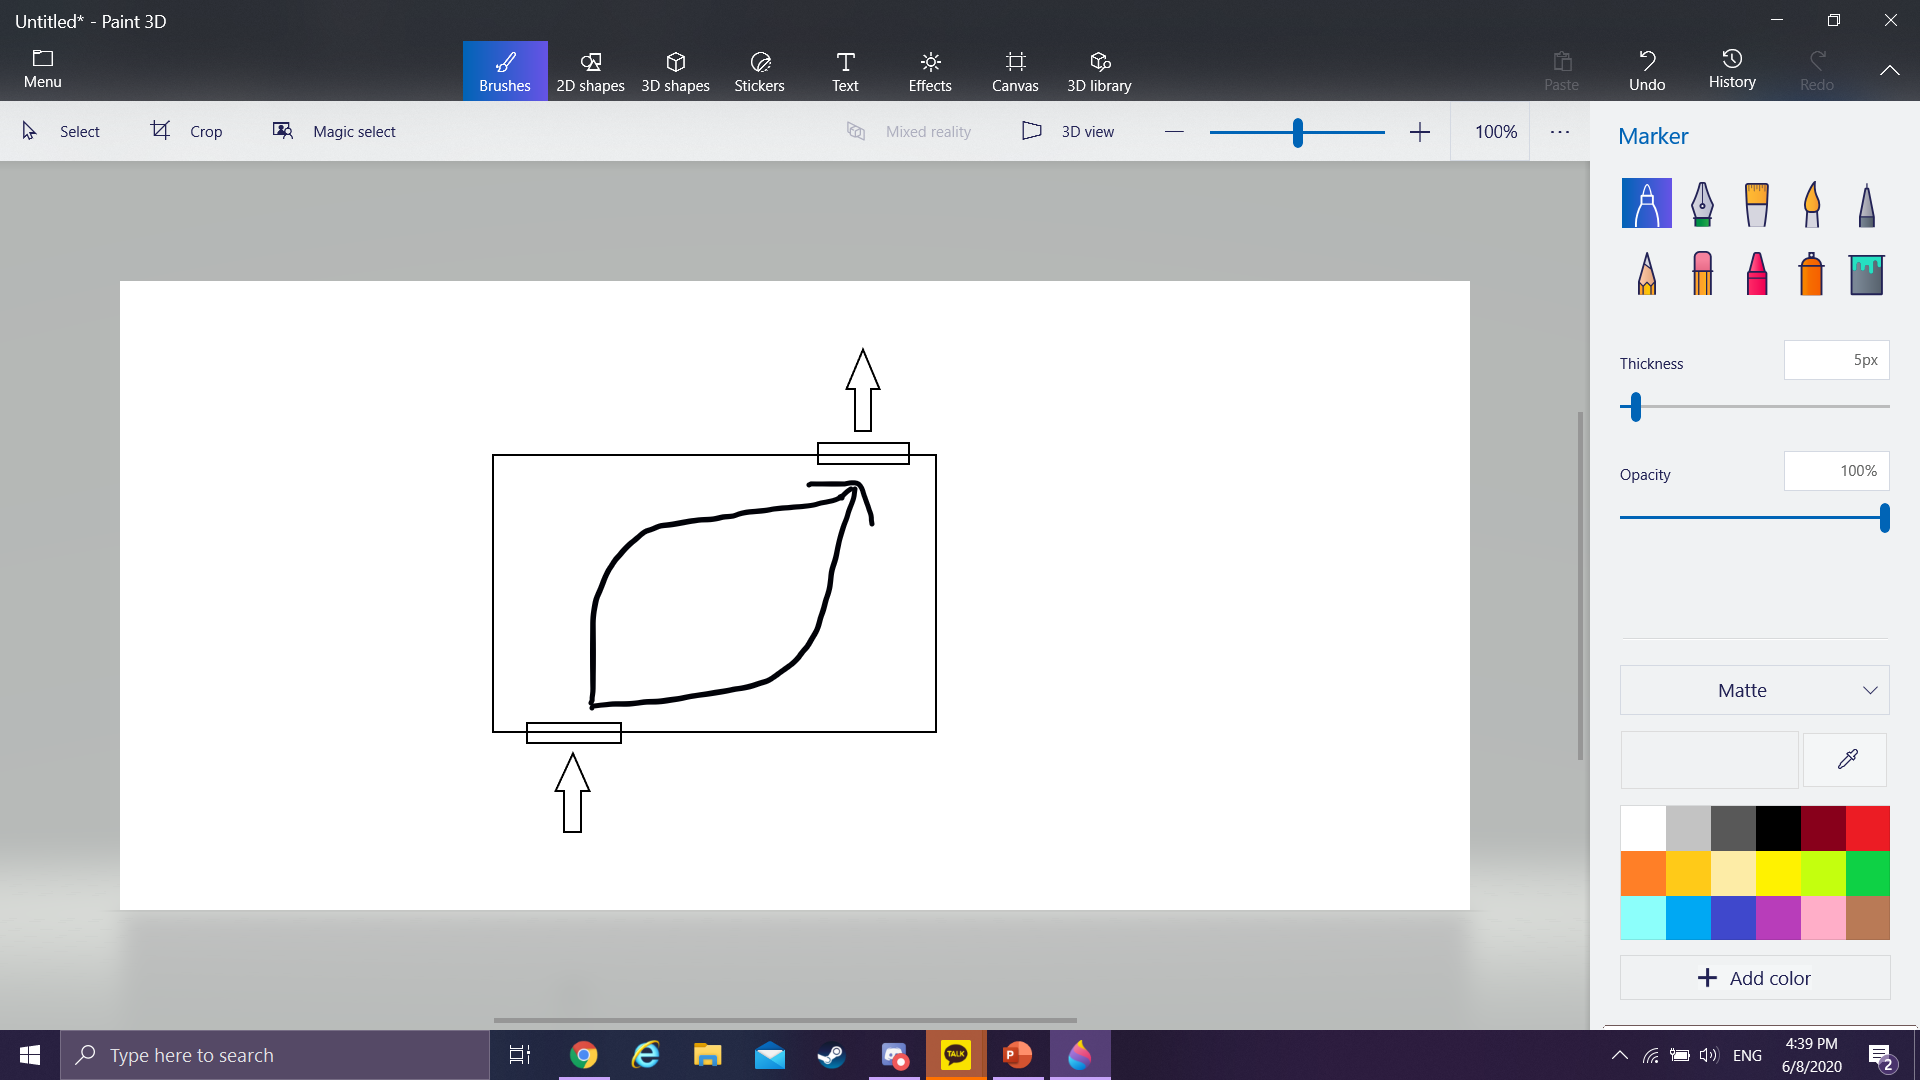 Untitled* - Paint 3D
Menu
Brushes
2D shapes
3D shapes
Stickers
Text
Effects
Canvas
3D library
Paste
Undo
History
Redo
Select
Crop
Magic select
Mixed reality
3D view
100%
Marker
Thickness
5px
Opacity
100%
Matte
Add color
Type here to search
TALK
P
ENG
4:39 PM
6/8/2020
2